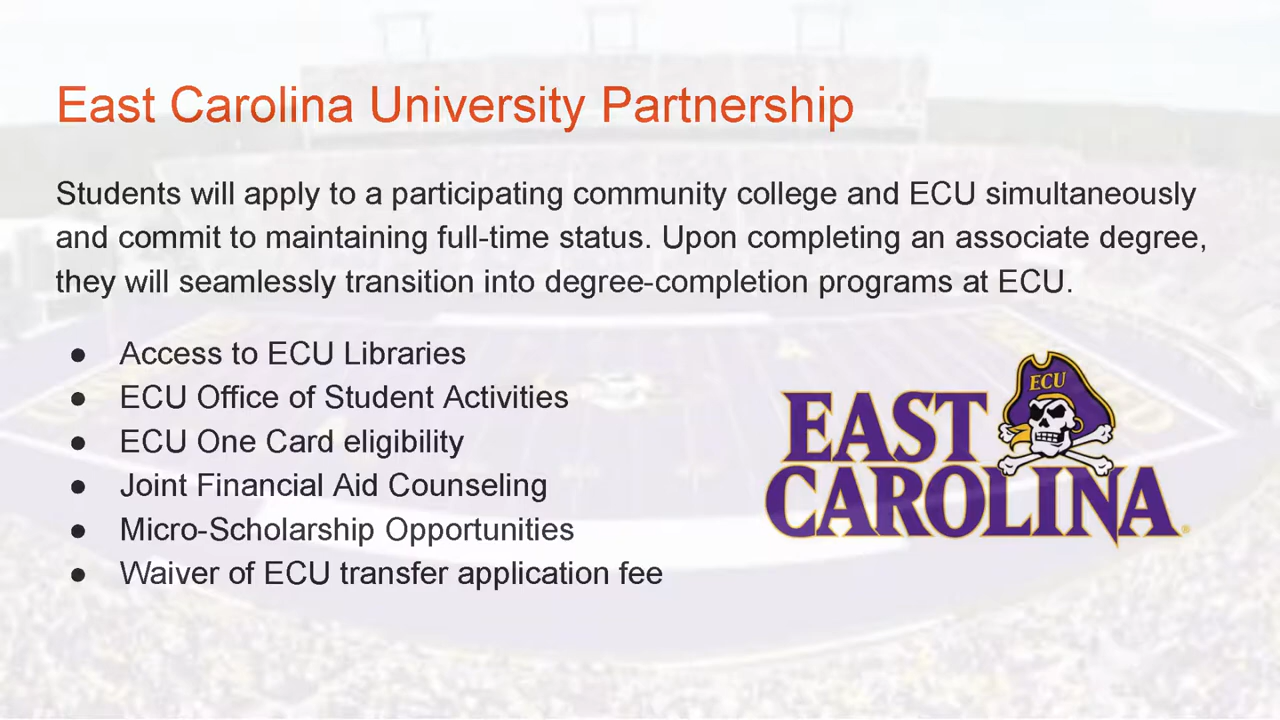 East Carolina University Partnership
Students will apply to a participating community college and ECU simultaneously
and commit to maintaining full-time status. Upon completing an associate degree,
they will seamlessly transition into degree-completion programs at ECU.
● Access to ECU Libraries
● ECU Office of Student Activities
● ECU One Card eligibility
● Joint Financial Aid Counseling
● Micro-Scholarship Opportunities
● Waiver of ECU transfer application fee
ECU
EAST
CAROLINA